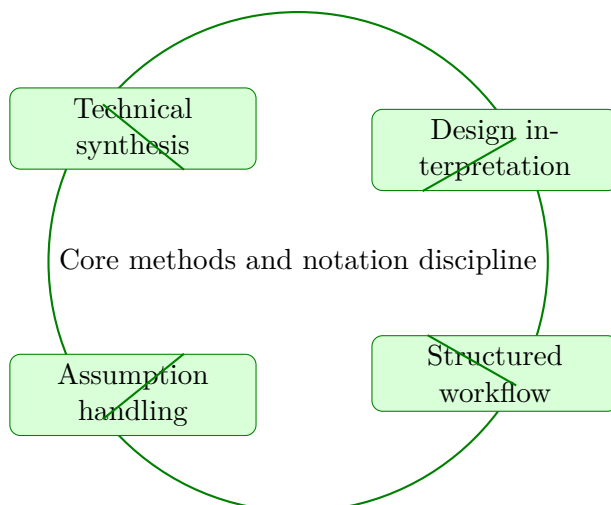 Technical
synthesis
Design in-
terpretation
Core methods and notation discipline
Assumption
handling
Structured
workflow